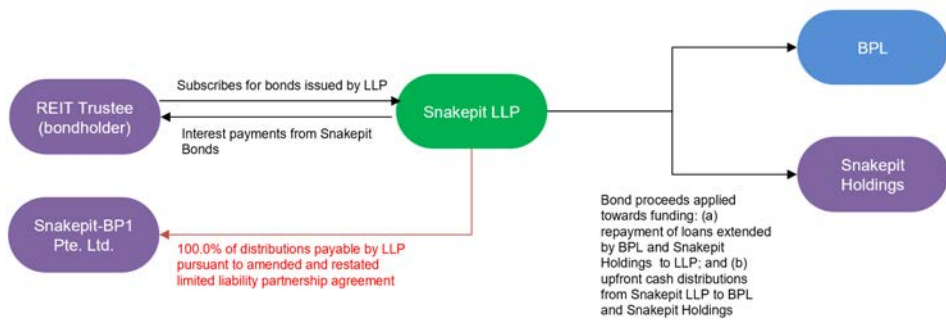 BPL
Subscribes for bonds issued by LLP
REIT Trustee
(bondholder)
Snakepit LLP
Interest payments from Snakepit
Bonds
Snakepit
Holdings
Snakepit-BP1
Pte. Ltd.
100.0% of distributions payable by LLP
pursuant to amended and restated
limited liability partnership agreement
Bond proceeds applied
towards funding: (a)
repayment of loans extended
by BPL and Snakepit
Holdings to LLP; and (b)
upfront cash distributions
from Snakepit LLP to BPL
and Snakepit Holdings